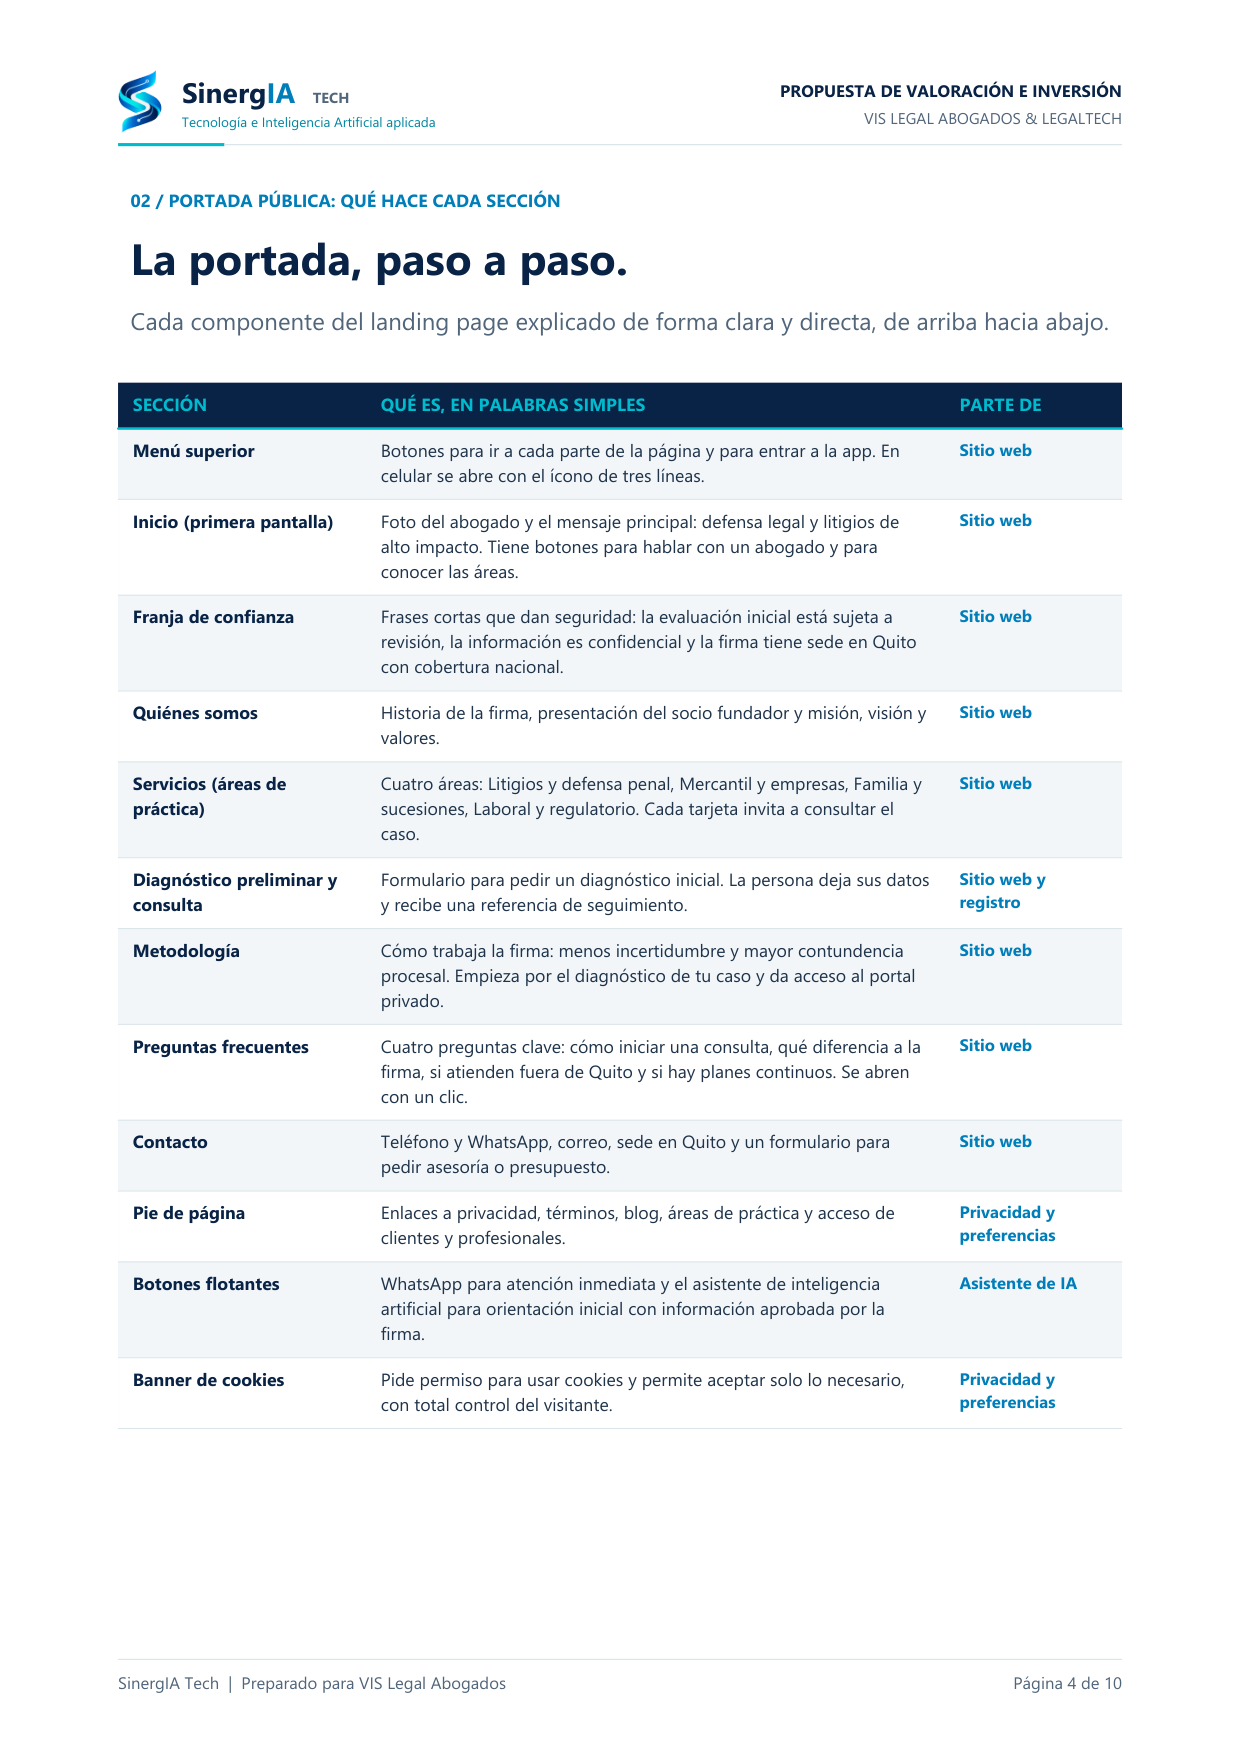 SinergIA TECH
Tecnología e Inteligencia Artificial aplicada
PROPUESTA DE VALORACIÓN E INVERSIÓN
VIS LEGAL ABOGADOS & LEGALTECH
02 / PORTADA PÚBLICA: QUÉ HACE CADA SECCIÓN
La portada, paso a paso.
Cada componente del landing page explicado de forma clara y directa, de arriba hacia abajo.
SECCIÓN QUÉ ES, EN PALABRAS SIMPLES PARTE DE
Menú superior
Botones para ir a cada parte de la página y para entrar a la app. En
celular se abre con el ícono de tres líneas.
Sitio web
Inicio (primera pantalla)
Foto del abogado y el mensaje principal: defensa legal y litigios de
alto impacto. Tiene botones para hablar con un abogado y para
conocer las áreas.
Sitio web
Franja de confianza
Frases cortas que dan seguridad: la evaluación inicial está sujeta a
revisión, la información es confidencial y la firma tiene sede en Quito
con cobertura nacional.
Sitio web
Quiénes somos
Historia de la firma, presentación del socio fundador y misión, visión y
valores.
Sitio web
Servicios (áreas de
práctica)
Cuatro áreas: Litigios y defensa penal, Mercantil y empresas, Familia y
sucesiones, Laboral y regulatorio. Cada tarjeta invita a consultar el
caso.
Sitio web
Diagnóstico preliminar y
consulta
Formulario para pedir un diagnóstico inicial. La persona deja sus datos
y recibe una referencia de seguimiento.
Sitio web y
registro
Metodología
Cómo trabaja la firma: menos incertidumbre y mayor contundencia
procesal. Empieza por el diagnóstico de tu caso y da acceso al portal
privado.
Sitio web
Preguntas frecuentes
Cuatro preguntas clave: cómo iniciar una consulta, qué diferencia a la
firma, si atienden fuera de Quito y si hay planes continuos. Se abren
con un clic.
Sitio web
Contacto
Teléfono y WhatsApp, correo, sede en Quito y un formulario para
pedir asesoría o presupuesto.
Sitio web
Pie de página
Enlaces a privacidad, términos, blog, áreas de práctica y acceso de
clientes y profesionales.
Privacidad y
preferencias
Botones flotantes
WhatsApp para atención inmediata y el asistente de inteligencia
artificial para orientación inicial con información aprobada por la
firma.
Asistente de IA
Banner de cookies
Pide permiso para usar cookies y permite aceptar solo lo necesario,
con total control del visitante.
Privacidad y
preferencias
SinergIA Tech | Preparado para VIS Legal Abogados
Página 4 de 10